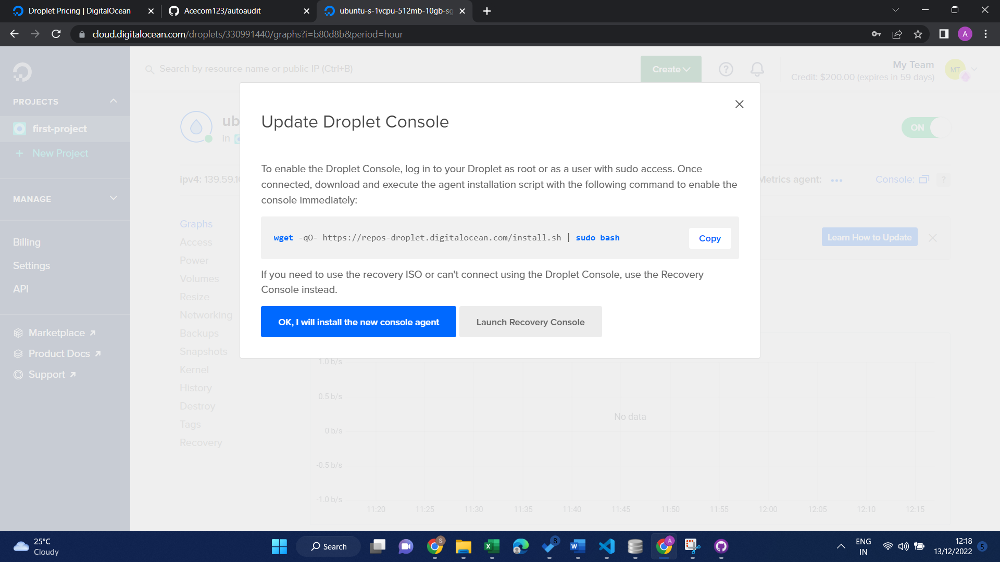 Droplet Pricing | DigitalOcean
Acecom123/autoaudit
ubuntu-s-1vcpu-512mb-10gb-sg
cloud.digitalocean.com/droplets/330991440/graphs?i=b80d8b&period=hour
A
Search by resource name or public IP (Ctrl+B)
Create
?
My Team
Credit: $200.00 (expires in 59 days)
MT
PROJECTS
first-project
+ New Project
MANAGE
Billing
Settings
API
Marketplace
Product Docs
Support
ub
in
ON
ipv4: 139.59.1
Metrics agent:
Console:
?
Graphs
Access
Power
Volumes
Resize
Networking
Backups
Snapshots
Kernel
History
Destroy
Tags
Recovery
Learn How to Update
Update Droplet Console
To enable the Droplet Console, log in to your Droplet as root or as a user with sudo access. Once
connected, download and execute the agent installation script with the following command to enable the
console immediately:
wget -qO- https://repos-droplet.digitalocean.com/install.sh | sudo bash
Copy
If you need to use the recovery ISO or can't connect using the Droplet Console, use the Recovery
Console instead.
OK, I will install the new console agent
Launch Recovery Console
1.0 b/s
0.5 b/s
0 b/s
-0.5 b/s
-1.0 b/s
No data
11:20 11:25 11:30 11:35 11:40 11:45 11:50 11:55 12:00 12:05 12:10 12:15
25°C
Cloudy
Search
S
8
A
ENG
IN
12:18
13/12/2022
5